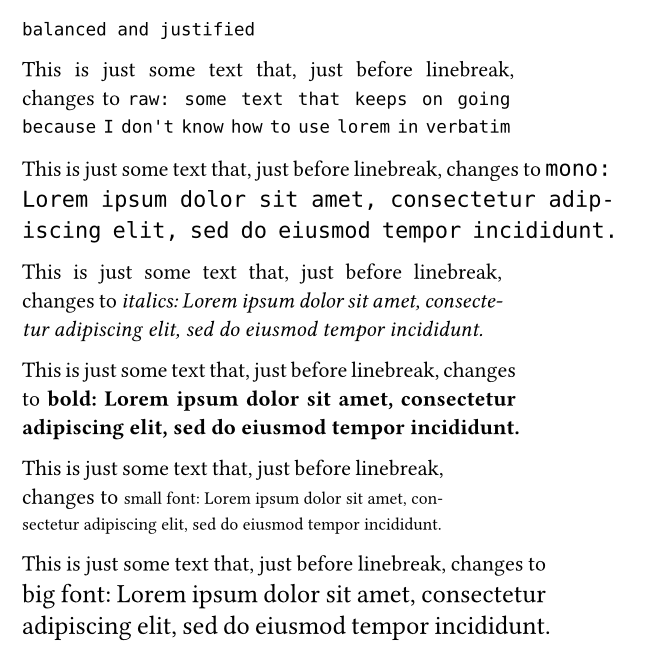 balanced and justified
This is just some text that, just before linebreak,
changes to raw: some text that keeps on going
because I don't know how to use lorem in verbatim
This is just some text that, just before linebreak, changes to mono:
Lorem ipsum dolor sit amet, consectetur adip-
iscing elit, sed do eiusmod tempor incididunt.
This is just some text that, just before linebreak,
changes to italics: Lorem ipsum dolor sit amet, consecte-
tur adipiscing elit, sed do eiusmod tempor incididunt.
This is just some text that, just before linebreak, changes
to bold: Lorem ipsum dolor sit amet, consectetur
adipiscing elit, sed do eiusmod tempor incididunt.
This is just some text that, just before linebreak,
changes to small font: Lorem ipsum dolor sit amet, con-
sectetur adipiscing elit, sed do eiusmod tempor incididunt.
This is just some text that, just before linebreak, changes to
big font: Lorem ipsum dolor sit amet, consectetur
adipiscing elit, sed do eiusmod tempor incididunt.